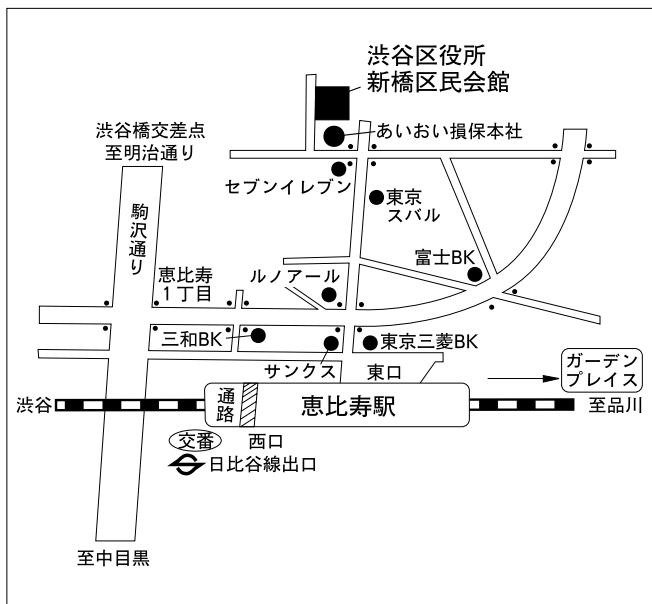 渋谷区役所
新橋区民会館
あいおい損保本社
渋谷橋交差点
至明治通り
セブンイレブン
東京
スバル
駒沢通り
富士BK
恵比寿
1丁目
ルノアール
三和BK
サンクス
東京三菱BK
東口
ガーデン
プレイス
渋谷
通路
恵比寿駅
至品川
交番
西口
日比谷線出口
至中目黒